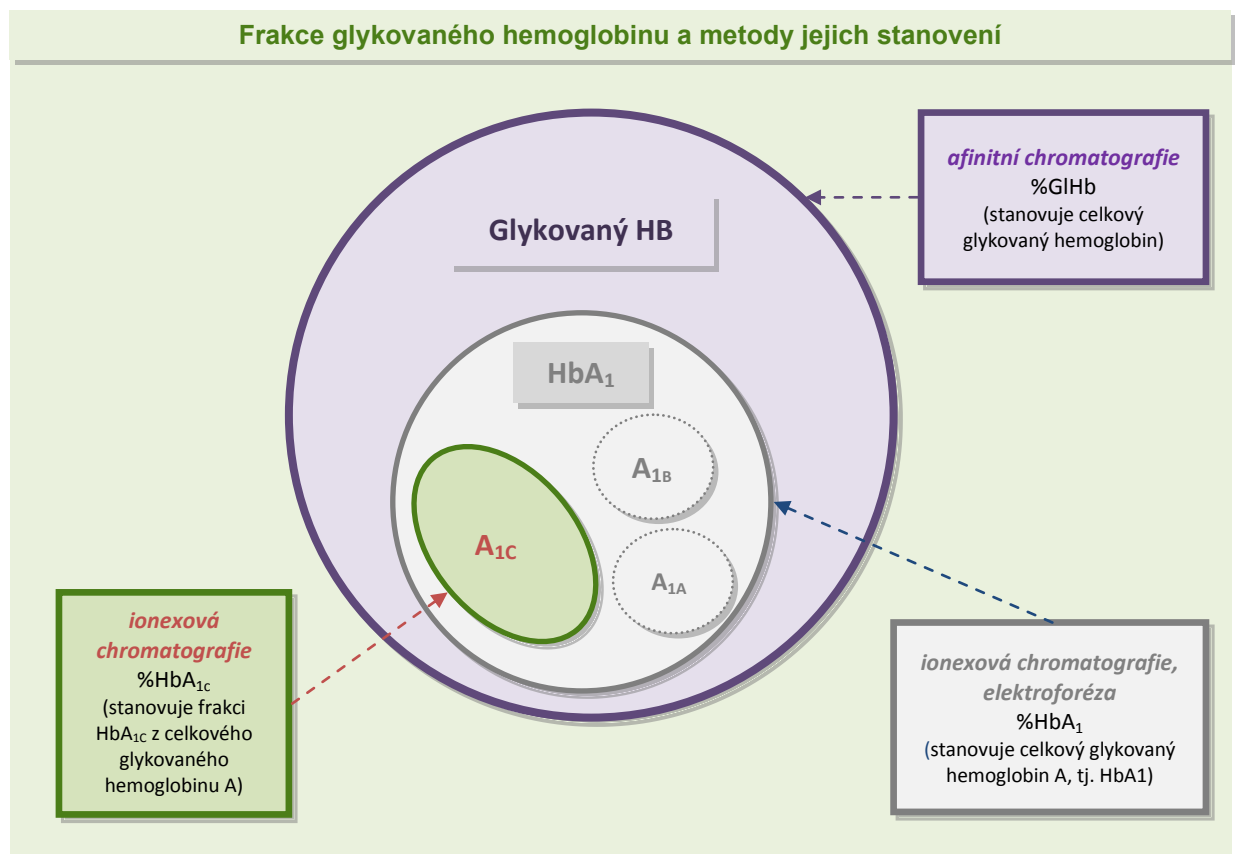 Frakce glykovaného hemoglobinu a metody jejich stanovení
afinitní chromatografie
%GlHb
(stanovuje celkový
glykovaný hemoglobin)
Glykovaný HB
HbA₁
A₁B
A₁C
A₁A
ionexová
chromatografie
%HbA₁c
(stanovuje frakci
HbA₁C z celkového
glykovaného
hemoglobinu A)
ionexová chromatografie,
elektroforéza
%HbA₁
(stanovuje celkový glykovaný
hemoglobin A, tj. HbA1)